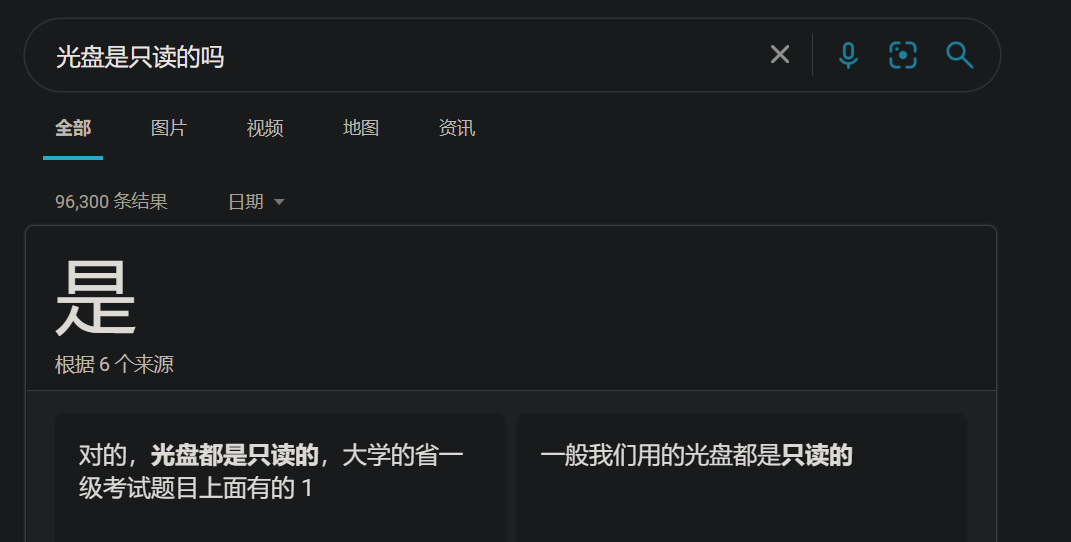 光盘是只读的吗
全部 图片 视频 地图 资讯
96,300 条结果 日期
是
根据 6 个来源
对的，光盘都是只读的，大学的省一
级考试题目上面有的 1
一般我们用的光盘都是只读的